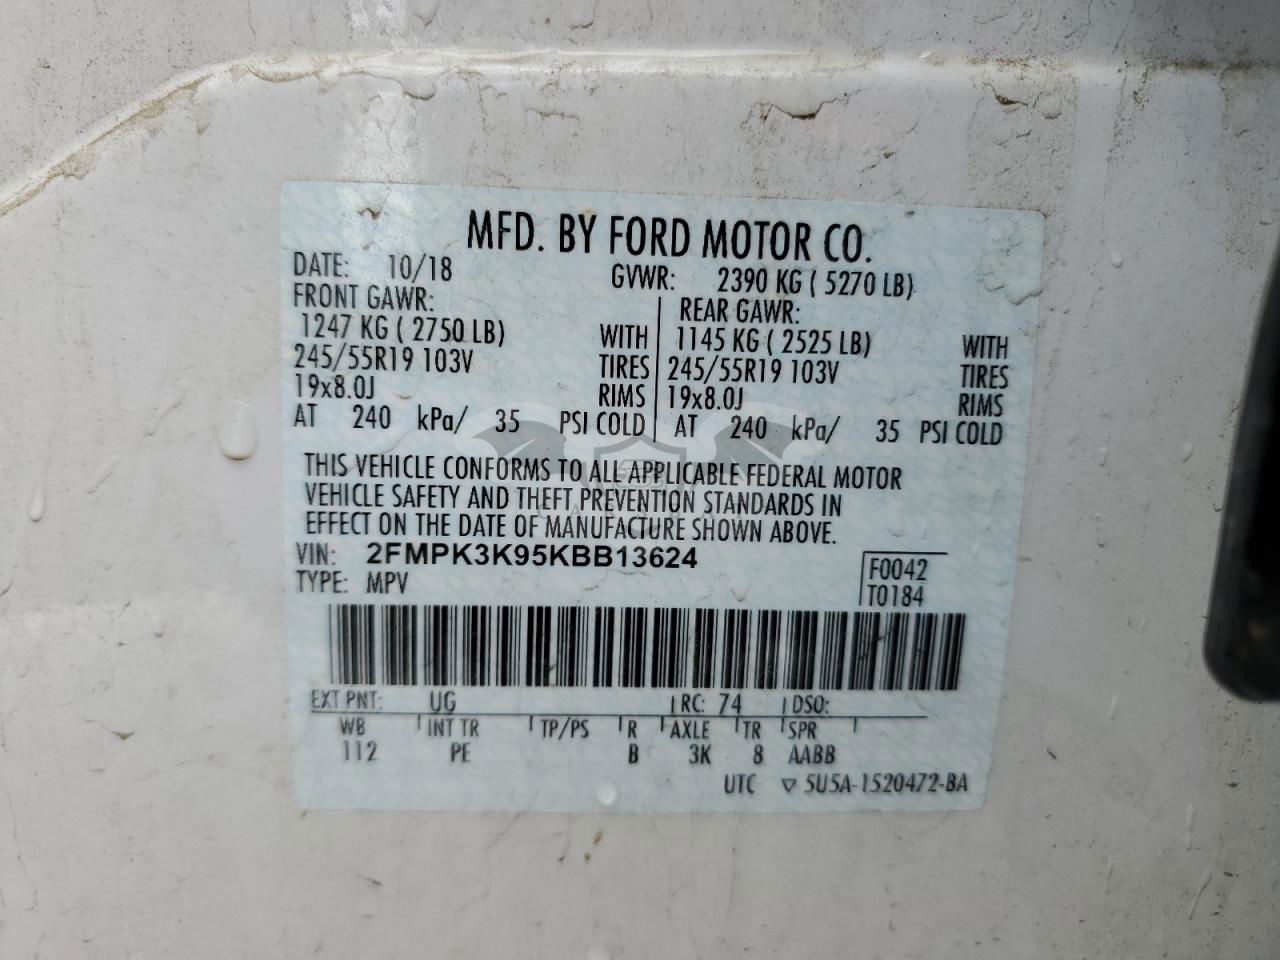 MFD. BY FORD MOTOR CO.
DATE: 10/18 GVWR: 2390 KG ( 5270 LB)
FRONT GAWR: REAR GAWR:
1247 KG ( 2750 LB) WITH 1145 KG ( 2525 LB) WITH
245/55R19 103V TIRES 245/55R19 103V TIRES
19x8.0J RIMS 19x8.0J RIMS
AT 240 kPa/ 35 PSI COLD AT 240 kPa/ 35 PSI COLD
THIS VEHICLE CONFORMS TO ALL APPLICABLE FEDERAL MOTOR
VEHICLE SAFETY AND THEFT PREVENTION STANDARDS IN
EFFECT ON THE DATE OF MANUFACTURE SHOWN ABOVE.
VIN: 2FMPK3K95KBB13624
TYPE: MPV
F0042
T0184
EXT PNT: UG RC: 74 DSO:
WB INT TR TP/PS R AXLE TR SPR
112 PE B 3K 8 AABB
UTC ▽ 5U5A-1520472-BA